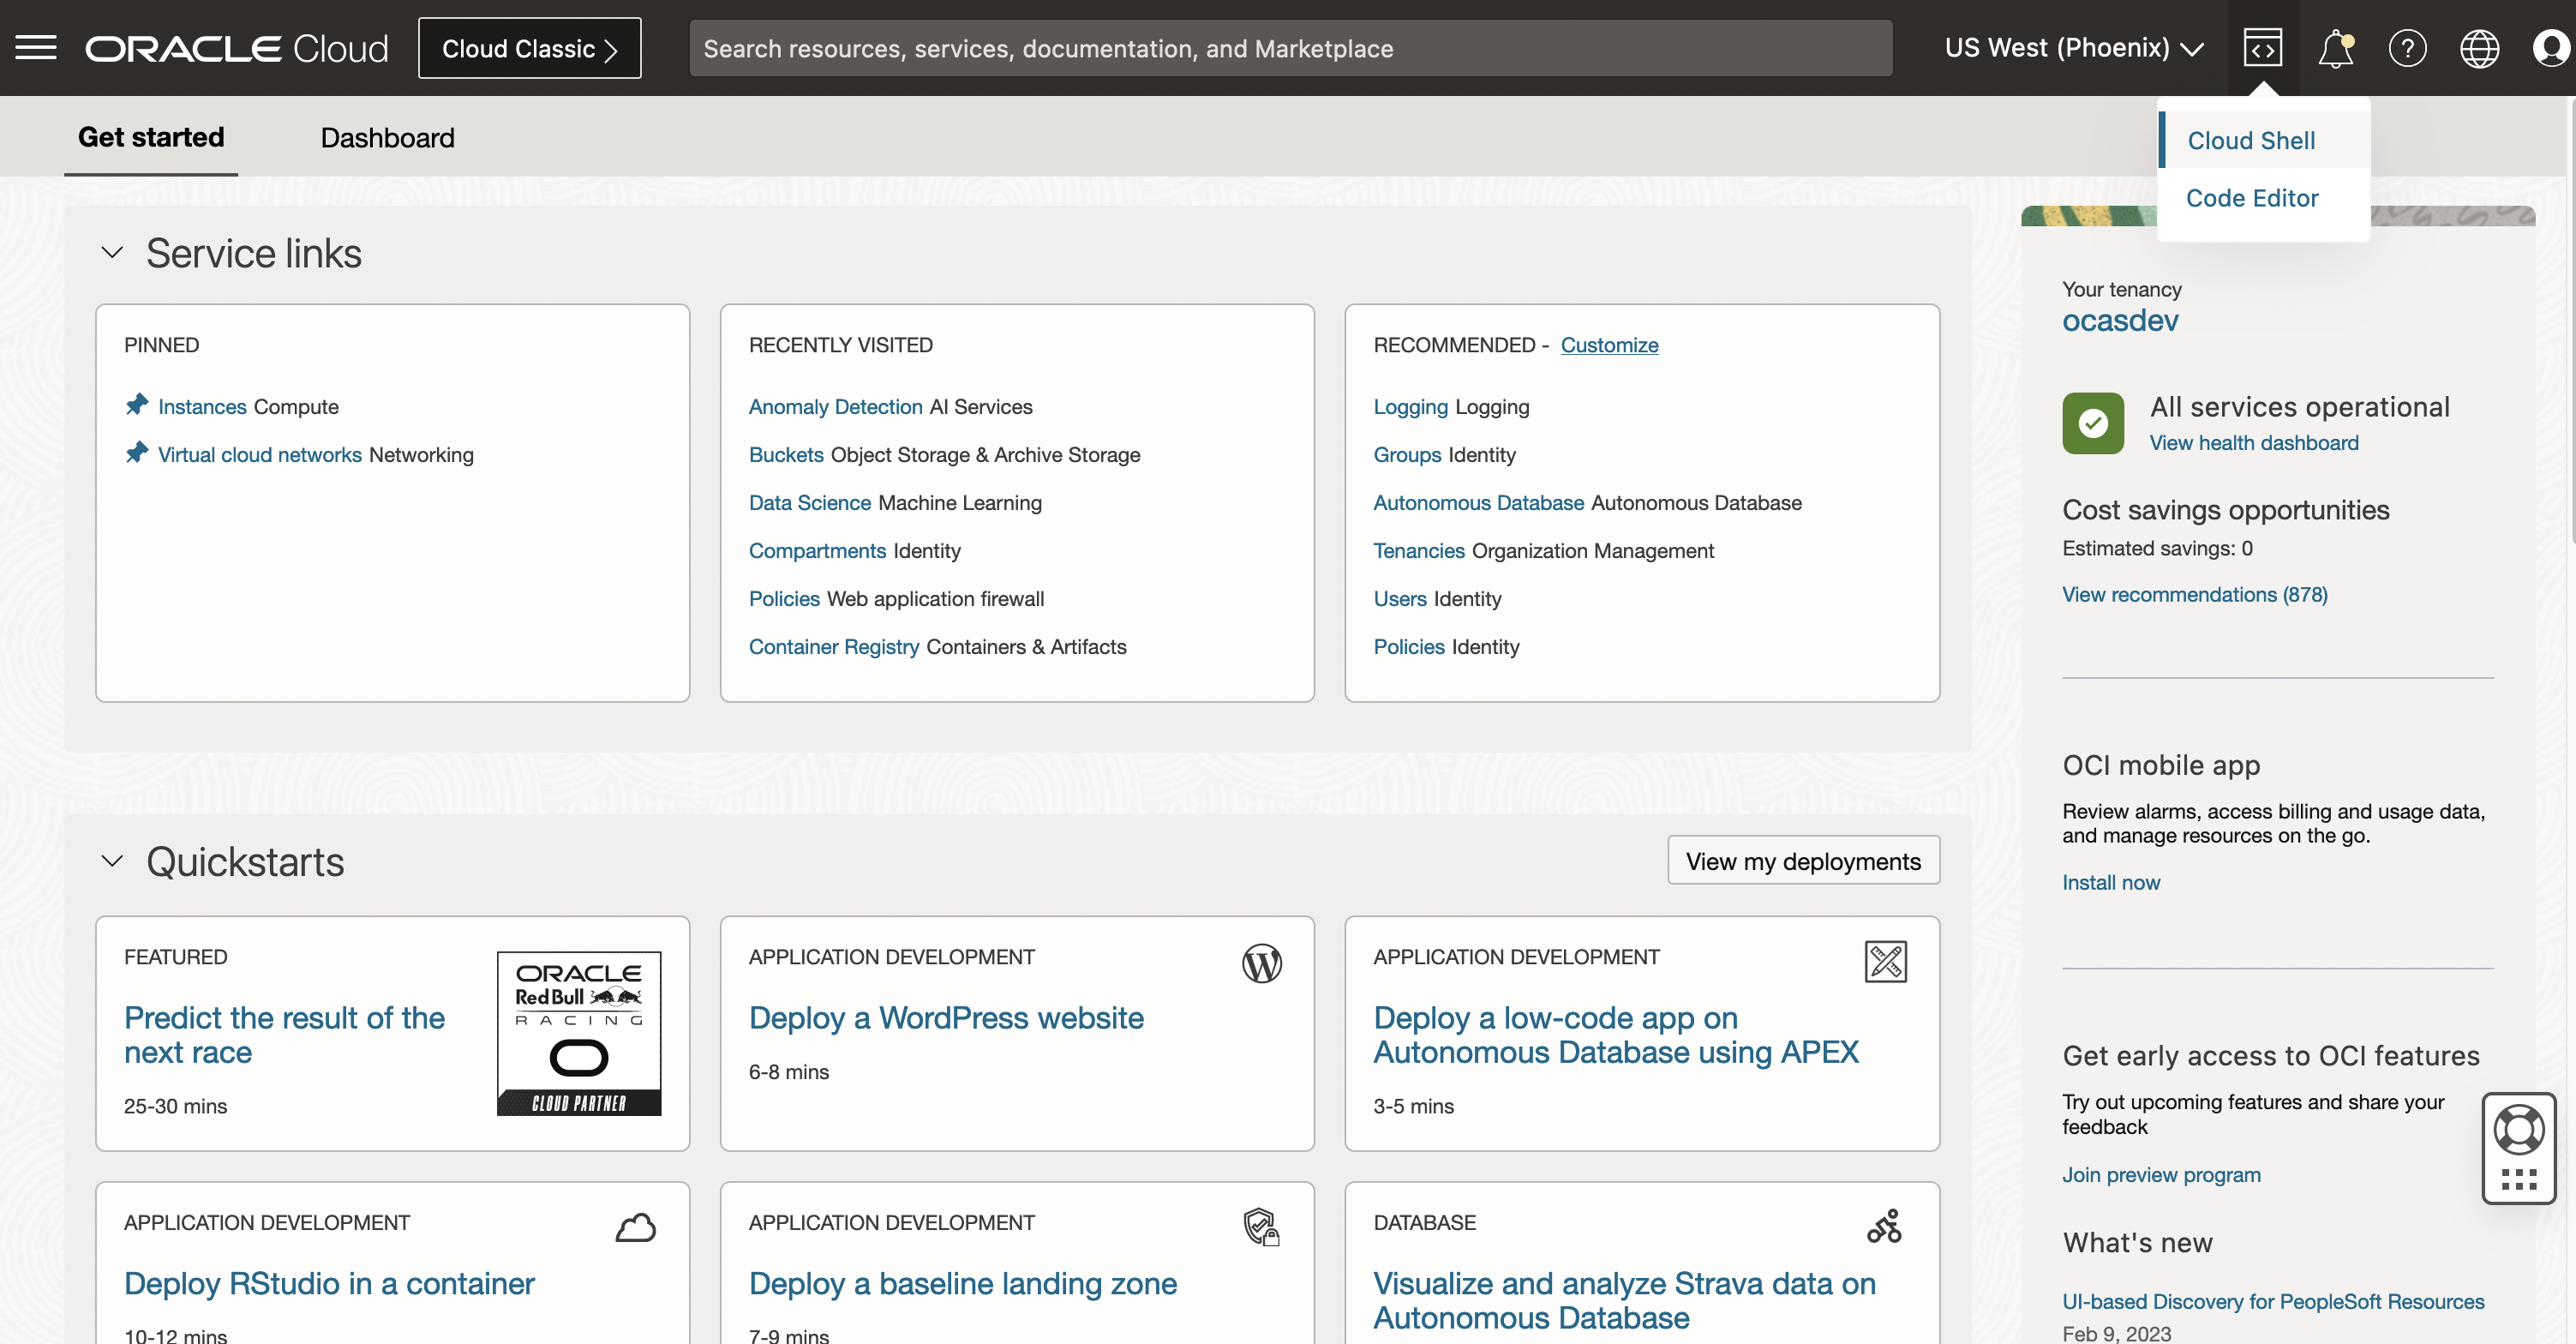 ORACLE Cloud
Cloud Classic
Search resources, services, documentation, and Marketplace
US West (Phoenix)
Cloud Shell
Code Editor
Get started
Dashboard
Service links
PINNED
Instances Compute
Virtual cloud networks Networking
RECENTLY VISITED
Anomaly Detection AI Services
Buckets Object Storage & Archive Storage
Data Science Machine Learning
Compartments Identity
Policies Web application firewall
Container Registry Containers & Artifacts
RECOMMENDED - Customize
Logging Logging
Groups Identity
Autonomous Database Autonomous Database
Tenancies Organization Management
Users Identity
Policies Identity
Quickstarts
View my deployments
FEATURED
Predict the result of the
next race
25-30 mins
ORACLE
Red Bull
RACING
CLOUD PARTNER
APPLICATION DEVELOPMENT
Deploy a WordPress website
6-8 mins
APPLICATION DEVELOPMENT
Deploy a low-code app on
Autonomous Database using APEX
3-5 mins
APPLICATION DEVELOPMENT
Deploy RStudio in a container
10-12 mins
APPLICATION DEVELOPMENT
Deploy a baseline landing zone
7-9 mins
DATABASE
Visualize and analyze Strava data on
Autonomous Database
Your tenancy
ocasdev
All services operational
View health dashboard
Cost savings opportunities
Estimated savings: 0
View recommendations (878)
OCI mobile app
Review alarms, access billing and usage data,
and manage resources on the go.
Install now
Get early access to OCI features
Try out upcoming features and share your
feedback
Join preview program
What's new
UI-based Discovery for PeopleSoft Resources
Feb 9, 2023